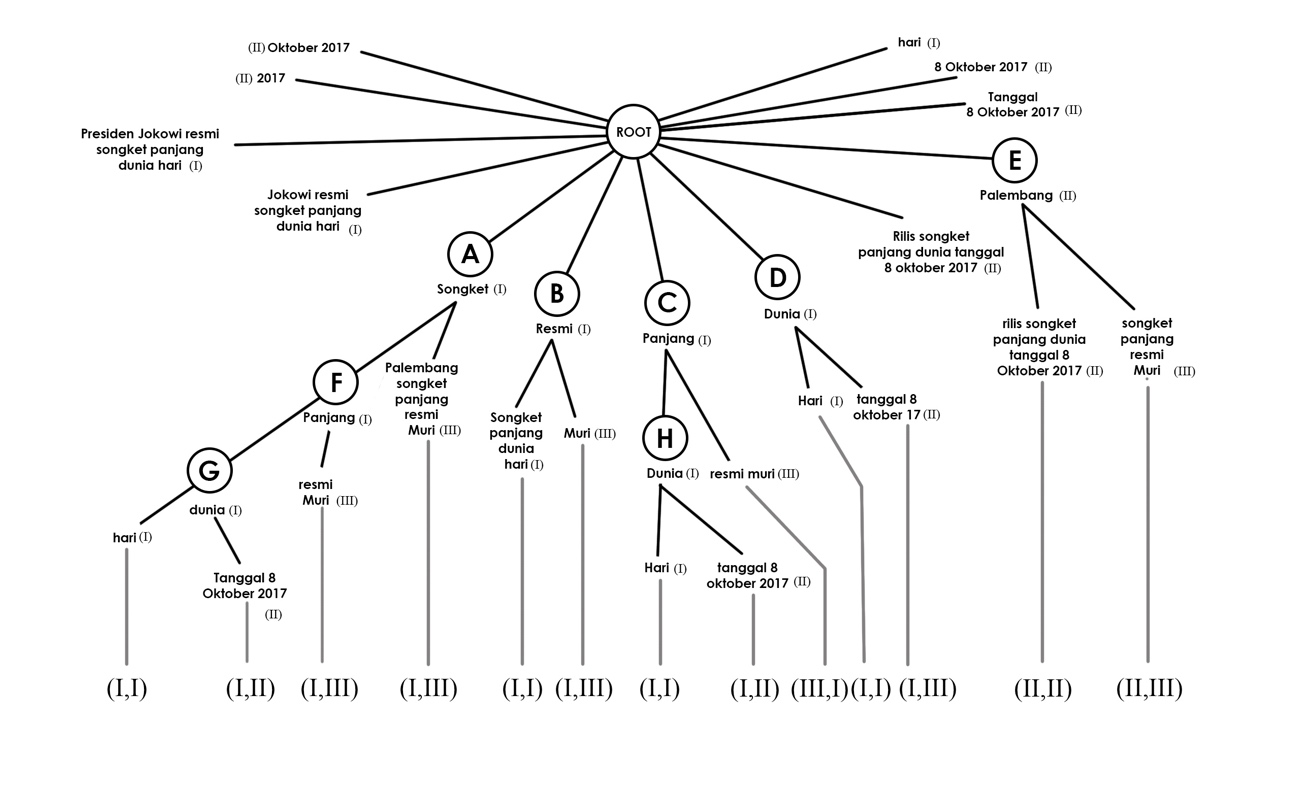 (II) Oktober 2017
hari (I)
(II) 2017
8 Oktober 2017 (II)
Tanggal
8 Oktober 2017 (II)
ROOT
Presiden Jokowi resmi
songket panjang
dunia hari (I)
E
Palembang (II)
Jokowi resmi
songket panjang
dunia hari (I)
Rilis songket
panjang dunia tanggal
8 oktober 2017 (II)
A
Songket (I)
B
Resmi (I)
C
Panjang (I)
D
Dunia (I)
rilis songket
panjang dunia
tanggal 8
Oktober 2017 (II)
songket
panjang
resmi
Muri (III)
F
Panjang (I)
Palembang
songket
panjang
resmi
Muri (III)
Songket
panjang
dunia
hari (I)
Muri (III)
H
Dunia (I)
resmi muri (III)
Hari (I)
tanggal 8
oktober 17 (II)
G
dunia (I)
resmi
Muri (III)
hari (I)
Tanggal 8
Oktober 2017
(II)
Hari (I)
tanggal 8
oktober 2017 (II)
(I,I) (I,II) (I,III) (I,III) (I,I) (I,III) (I,I) (I,II) (III,I) (I,I) (I,III) (II,II) (II,III)